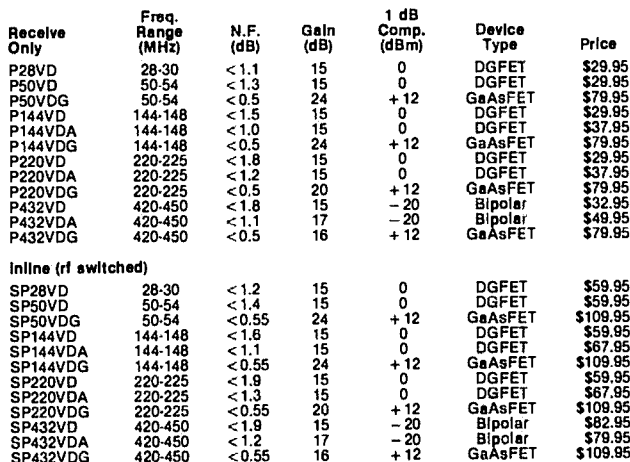 Receive Only Freq. Range (MHz) N.F. (dB) Gain (dB) 1 dB Comp. (dBm) Device Type Price
P28VD 28-30 <1.1 15 0 DGFET $29.95
P50VD 50-54 <1.3 15 0 DGFET $29.95
P50VDG 50-54 <0.5 24 +12 GaAsFET $79.95
P144VD 144-148 <1.5 15 0 DGFET $29.95
P144VDA 144-148 <1.0 15 0 DGFET $37.95
P144VDG 144-148 <0.5 24 +12 GaAsFET $79.95
P220VD 220-225 <1.8 15 0 DGFET $29.95
P220VDA 220-225 <1.2 15 0 DGFET $37.95
P220VDG 220-225 <0.5 20 +12 GaAsFET $79.95
P432VD 420-450 <1.8 15 -20 Bipolar $32.95
P432VDA 420-450 <1.1 17 -20 Bipolar $49.95
P432VDG 420-450 <0.5 16 +12 GaAsFET $79.95
Inline (rf switched)
SP28VD 28-30 <1.2 15 0 DGFET $59.95
SP50VD 50-54 <1.4 15 0 DGFET $59.95
SP50VDG 50-54 <0.55 24 +12 GaAsFET $109.95
SP144VD 144-148 <1.6 15 0 DGFET $59.95
SP144VDA 144-148 <1.1 15 0 DGFET $67.95
SP144VDG 144-148 <0.55 24 +12 GaAsFET $109.95
SP220VD 220-225 <1.9 15 0 DGFET $59.95
SP220VDA 220-225 <1.3 15 0 DGFET $67.95
SP220VDG 220-225 <0.55 20 +12 GaAsFET $109.95
SP432VD 420-450 <1.9 15 -20 Bipolar $82.95
SP432VDA 420-450 <1.2 17 -20 Bipolar $79.95
SP432VDG 420-450 <0.55 16 +12 GaAsFET $109.95